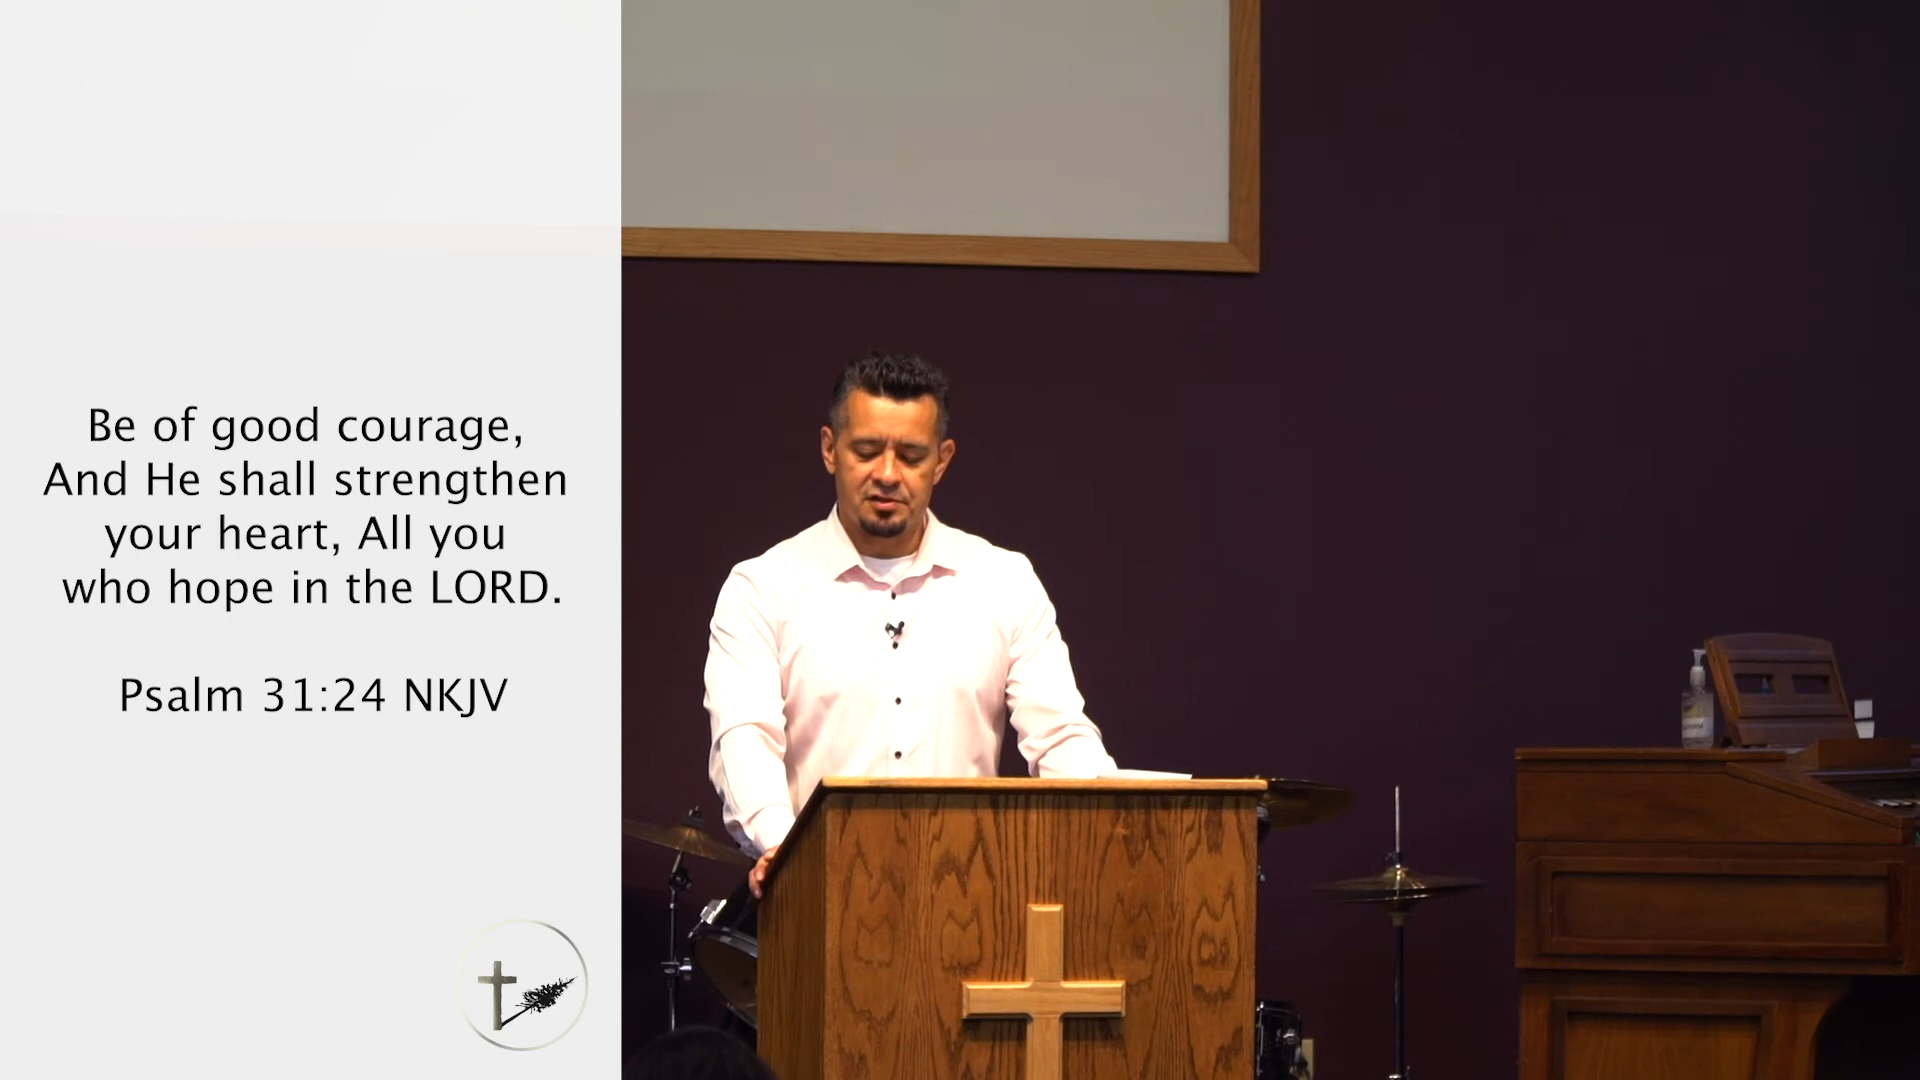 Be of good courage,
And He shall strengthen
your heart, All you
who hope in the LORD.
Psalm 31:24 NKJV